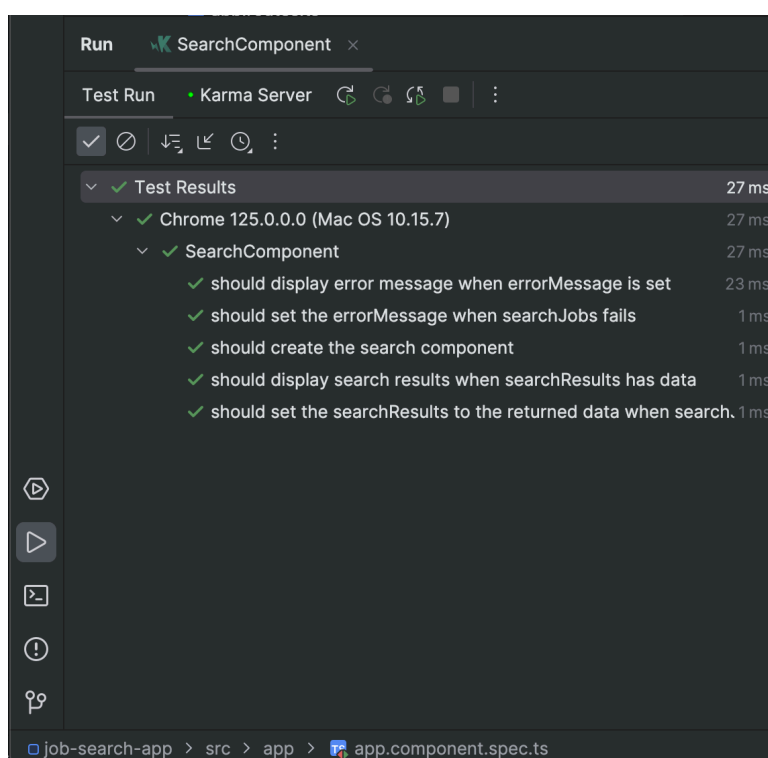 Run SearchComponent
Test Run Karma Server
Test Results 27 ms
Chrome 125.0.0.0 (Mac OS 10.15.7) 27 ms
SearchComponent 27 ms
should display error message when errorMessage is set 23 ms
should set the errorMessage when searchJobs fails 1 ms
should create the search component 1 ms
should display search results when searchResults has data 1 ms
should set the searchResults to the returned data when search. 1 ms
job-search-app > src > app > TS app.component.spec.ts